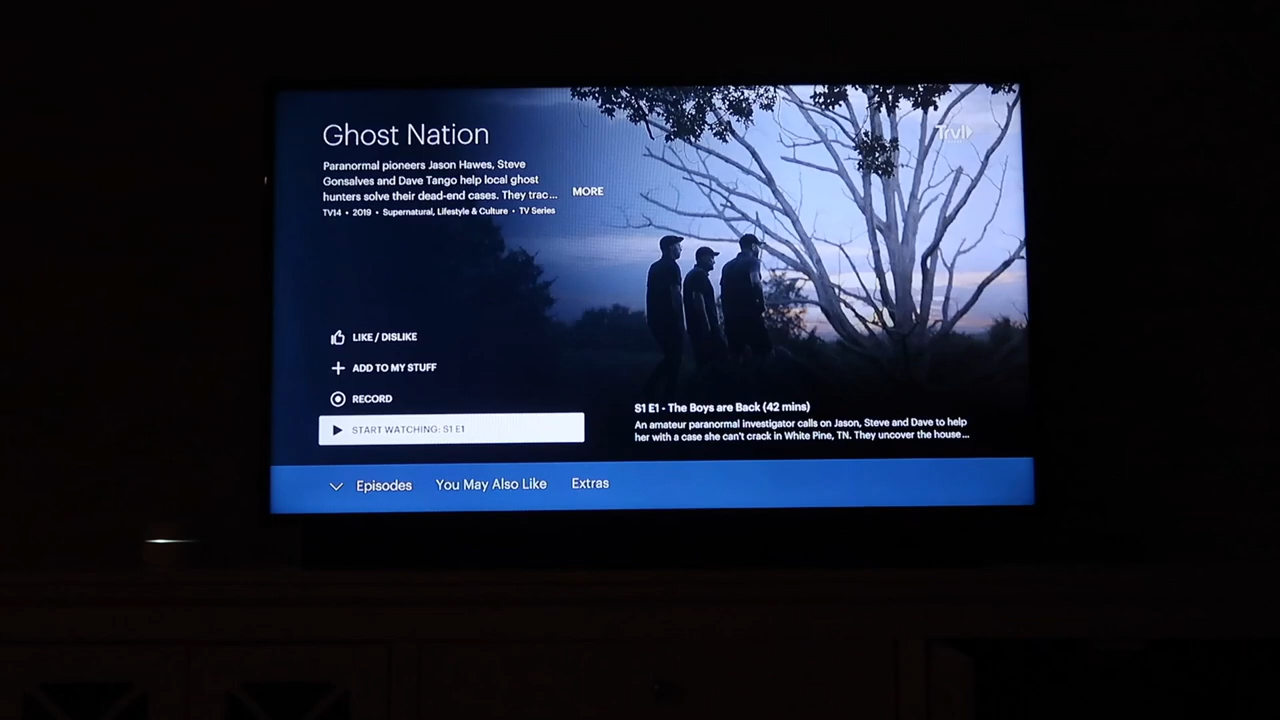 Ghost Nation
Trvl
Paranormal pioneers Jason Hawes, Steve
Gonsalves and Dave Tango help local ghost
hunters solve their dead-end cases. They trac...
MORE
TV14 • 2019 • Supernatural, Lifestyle & Culture • TV Series
LIKE / DISLIKE
ADD TO MY STUFF
RECORD
START WATCHING: S1 E1
S1 E1 - The Boys are Back (42 mins)
An amateur paranormal investigator calls on Jason, Steve and Dave to help
her with a case she can't crack in White Pine, TN. They uncover the house...
Episodes You May Also Like Extras